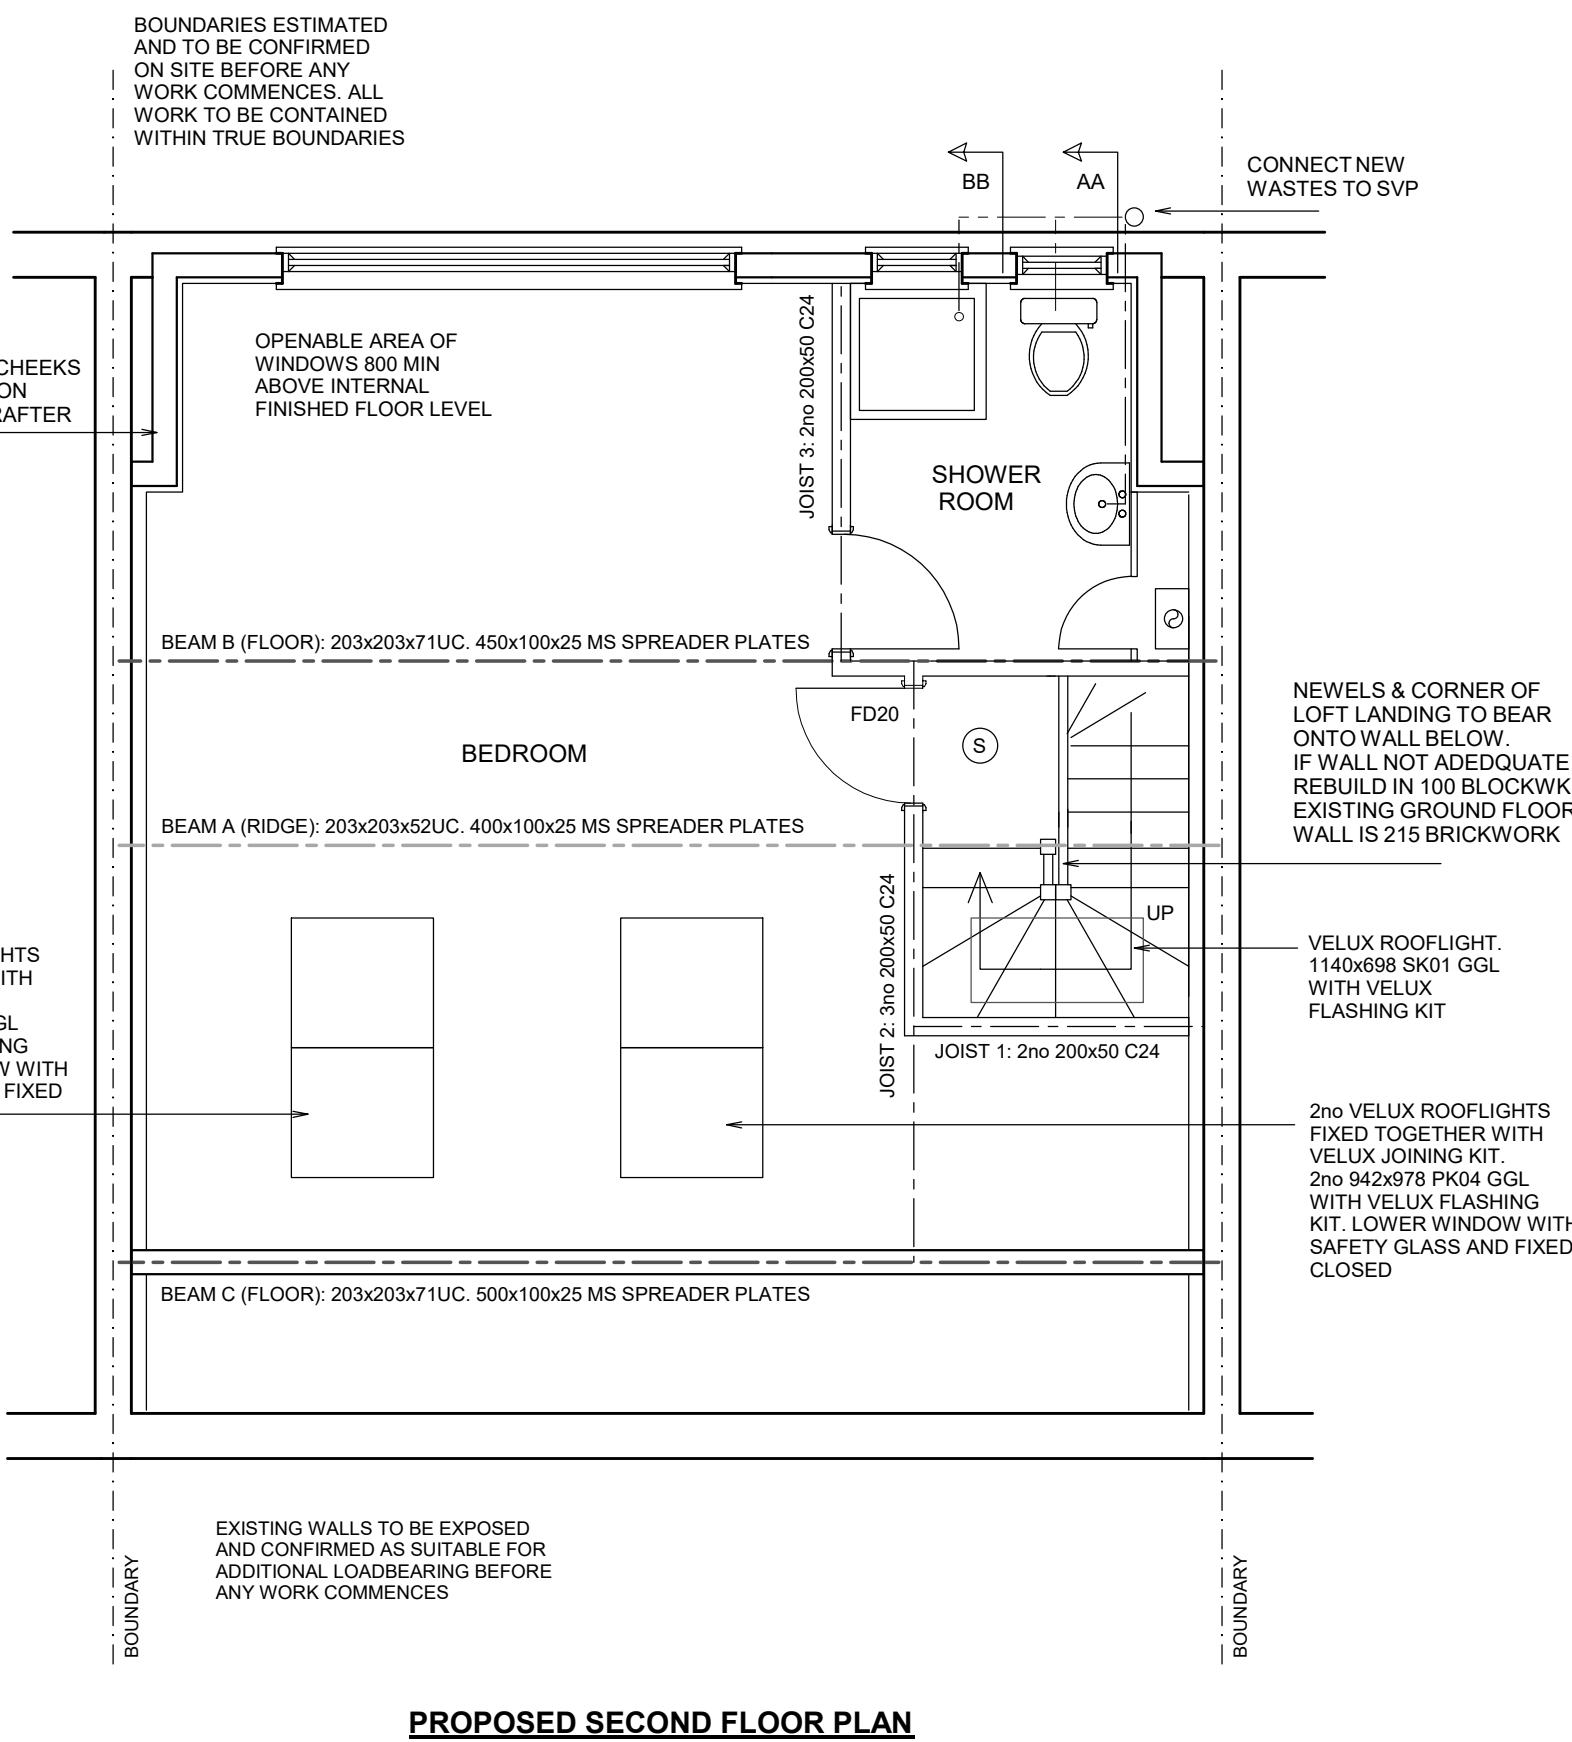 BOUNDARIES ESTIMATED
AND TO BE CONFIRMED
ON SITE BEFORE ANY
WORK COMMENCES. ALL
WORK TO BE CONTAINED
WITHIN TRUE BOUNDARIES
BB
AA
CONNECT NEW
WASTES TO SVP
CHEEKS
ON
RAFTER
OPENABLE AREA OF
WINDOWS 800 MIN
ABOVE INTERNAL
FINISHED FLOOR LEVEL
JOIST 3: 2no 200x50 C24
SHOWER
ROOM
BEAM B (FLOOR): 203x203x71UC. 450x100x25 MS SPREADER PLATES
FD20
S
BEDROOM
NEWELS & CORNER OF
LOFT LANDING TO BEAR
ONTO WALL BELOW.
IF WALL NOT ADEDQUATE
REBUILD IN 100 BLOCKWK
EXISTING GROUND FLOOR
WALL IS 215 BRICKWORK
BEAM A (RIDGE): 203x203x52UC. 400x100x25 MS SPREADER PLATES
JOIST 2: 3no 200x50 C24
UP
VELUX ROOFLIGHT.
1140x698 SK01 GGL
WITH VELUX
FLASHING KIT
HTS
ITH
GL
NG
W WITH
FIXED
JOIST 1: 2no 200x50 C24
2no VELUX ROOFLIGHTS
FIXED TOGETHER WITH
VELUX JOINING KIT.
2no 942x978 PK04 GGL
WITH VELUX FLASHING
KIT. LOWER WINDOW WITH
SAFETY GLASS AND FIXED
CLOSED
BEAM C (FLOOR): 203x203x71UC. 500x100x25 MS SPREADER PLATES
EXISTING WALLS TO BE EXPOSED
AND CONFIRMED AS SUITABLE FOR
ADDITIONAL LOADBEARING BEFORE
ANY WORK COMMENCES
BOUNDARY
BOUNDARY
PROPOSED SECOND FLOOR PLAN